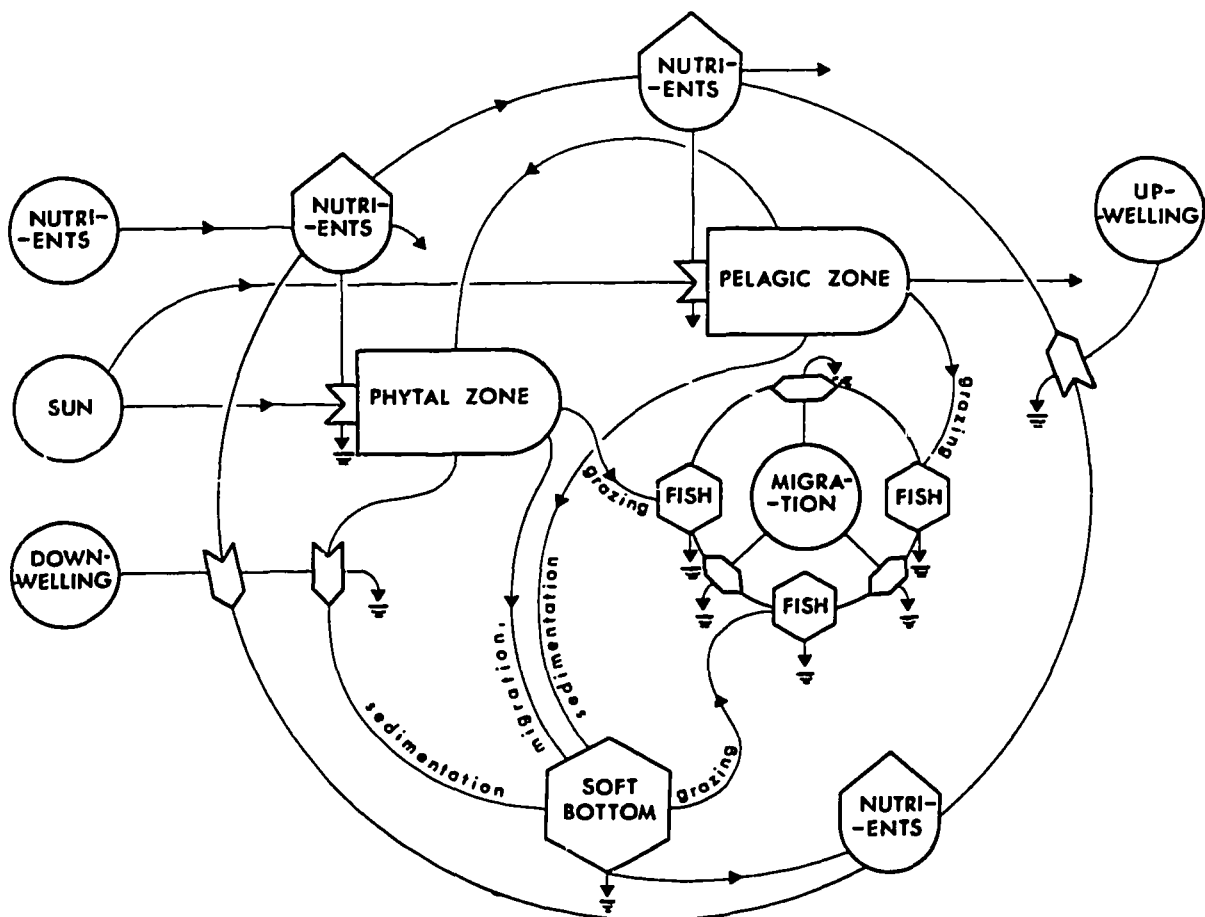 NUTRI-
-ENTS
NUTRI-
-ENTS
NUTRI-
-ENTS
UP-
-WELLING
PELAGIC ZONE
SUN
PHYTAL ZONE
grazing
grazing
FISH
MIGRA-
-TION
FISH
DOWN-
-WELLING
FISH
sedimentation
migration
sedimentation
SOFT
BOTTOM
grazing
NUTRI-
-ENTS